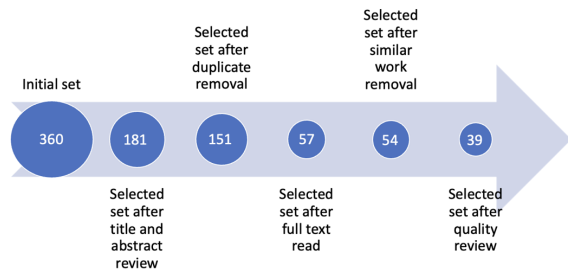 Initial set
360
Selected
set after
title and
abstract
review
181
Selected
set after
duplicate
removal
151
Selected
set after
full text
read
57
Selected
set after
similar
work
removal
54
Selected
set after
quality
review
39